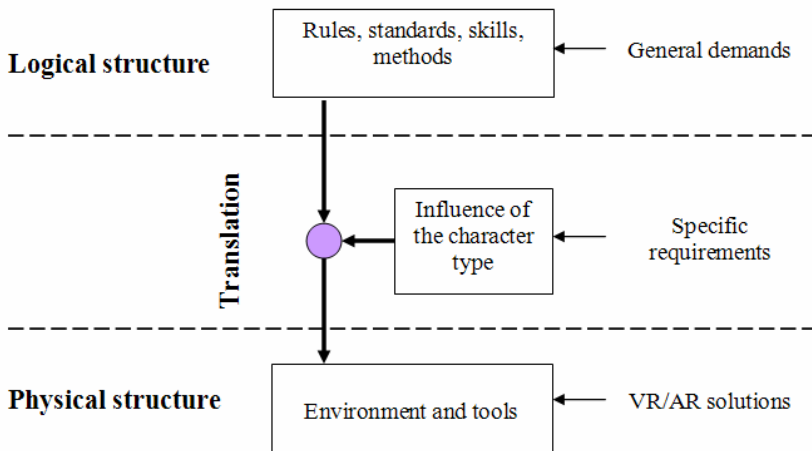 Rules, standards, skills,
methods
General demands
Logical structure
Translation
Influence of
the character
type
Specific
requirements
Physical structure
Environment and tools
VR/AR solutions